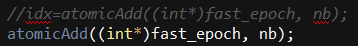 //idx=atomicAdd((int*)fast_epoch, nb);
atomicAdd((int*)fast_epoch, nb);